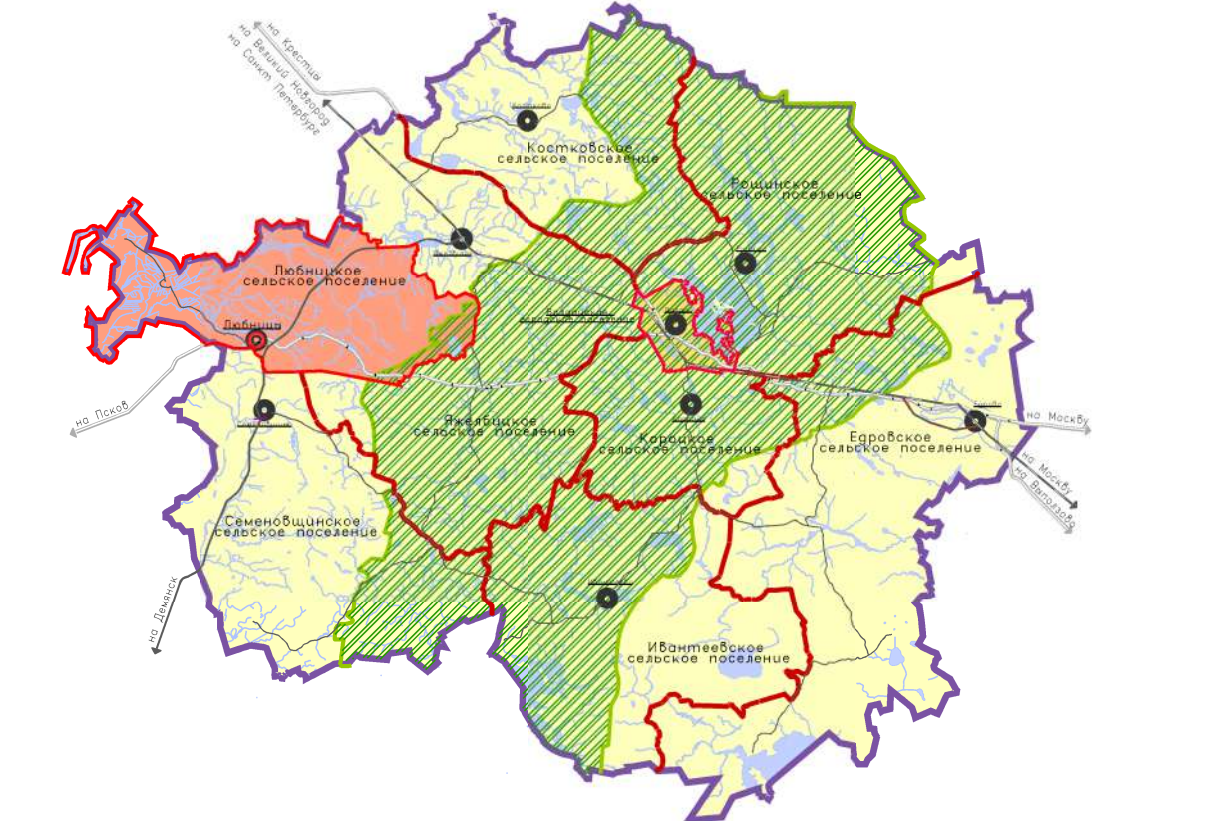 на Крестцы
на Великий Новгород
на Санкт Петербург
Костковское
сельское поселение
Рощинское
сельское поселение
Любницкое
сельское поселение
Любницы
на Псков
Яжелбицкое
сельское поселение
Короцкое
сельское поселение
Едровское
сельское поселение
на Москву
на Москву
на Выползово
Семеновщинское
сельское поселение
на Демянск
Ивантеевское
сельское поселение